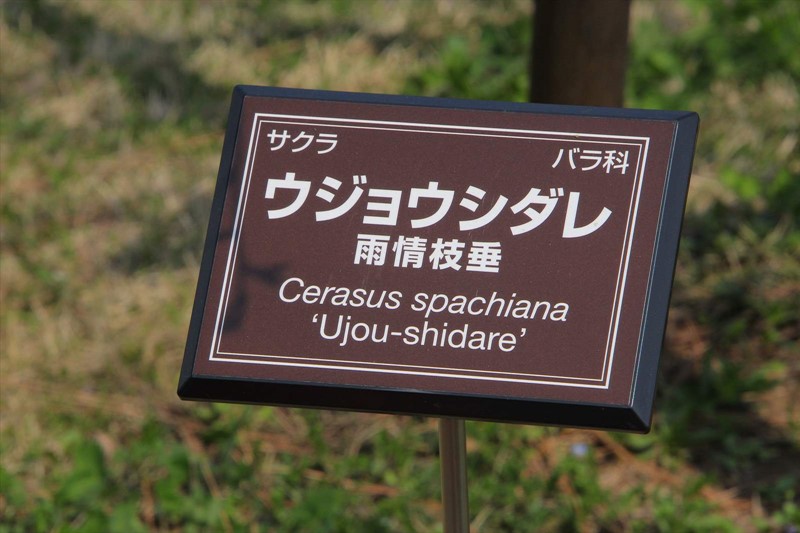 サクラ
バラ科
ウジョウシダレ
雨情枝垂
Cerasus spachiana
‘Ujou-shidare’